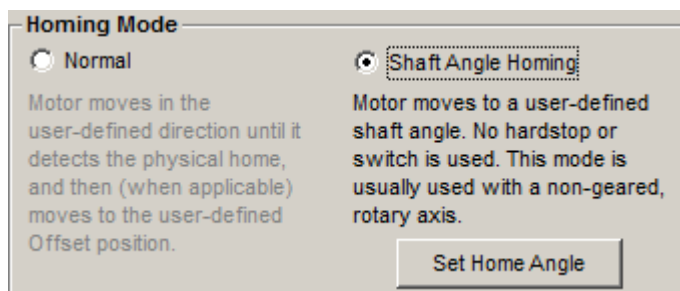 Homing Mode
Normal
Motor moves in the
user-defined direction until it
detects the physical home,
and then (when applicable)
moves to the user-defined
Offset position.
Shaft Angle Homing
Motor moves to a user-defined
shaft angle. No hardstop or
switch is used. This mode is
usually used with a non-geared,
rotary axis.
Set Home Angle